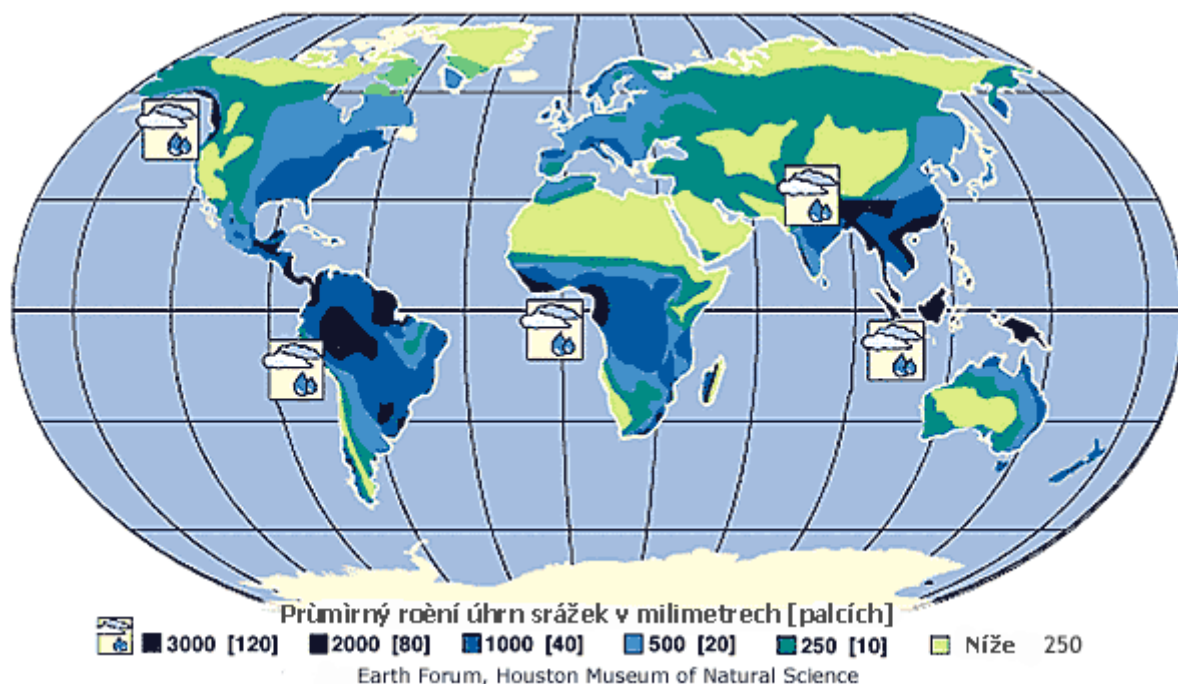 Prùmìrný roèní úhrn srážek v milimetrech [palcích]
3000 [120] 2000 [80] 1000 [40] 500 [20] 250 [10] Níže 250
Earth Forum, Houston Museum of Natural Science